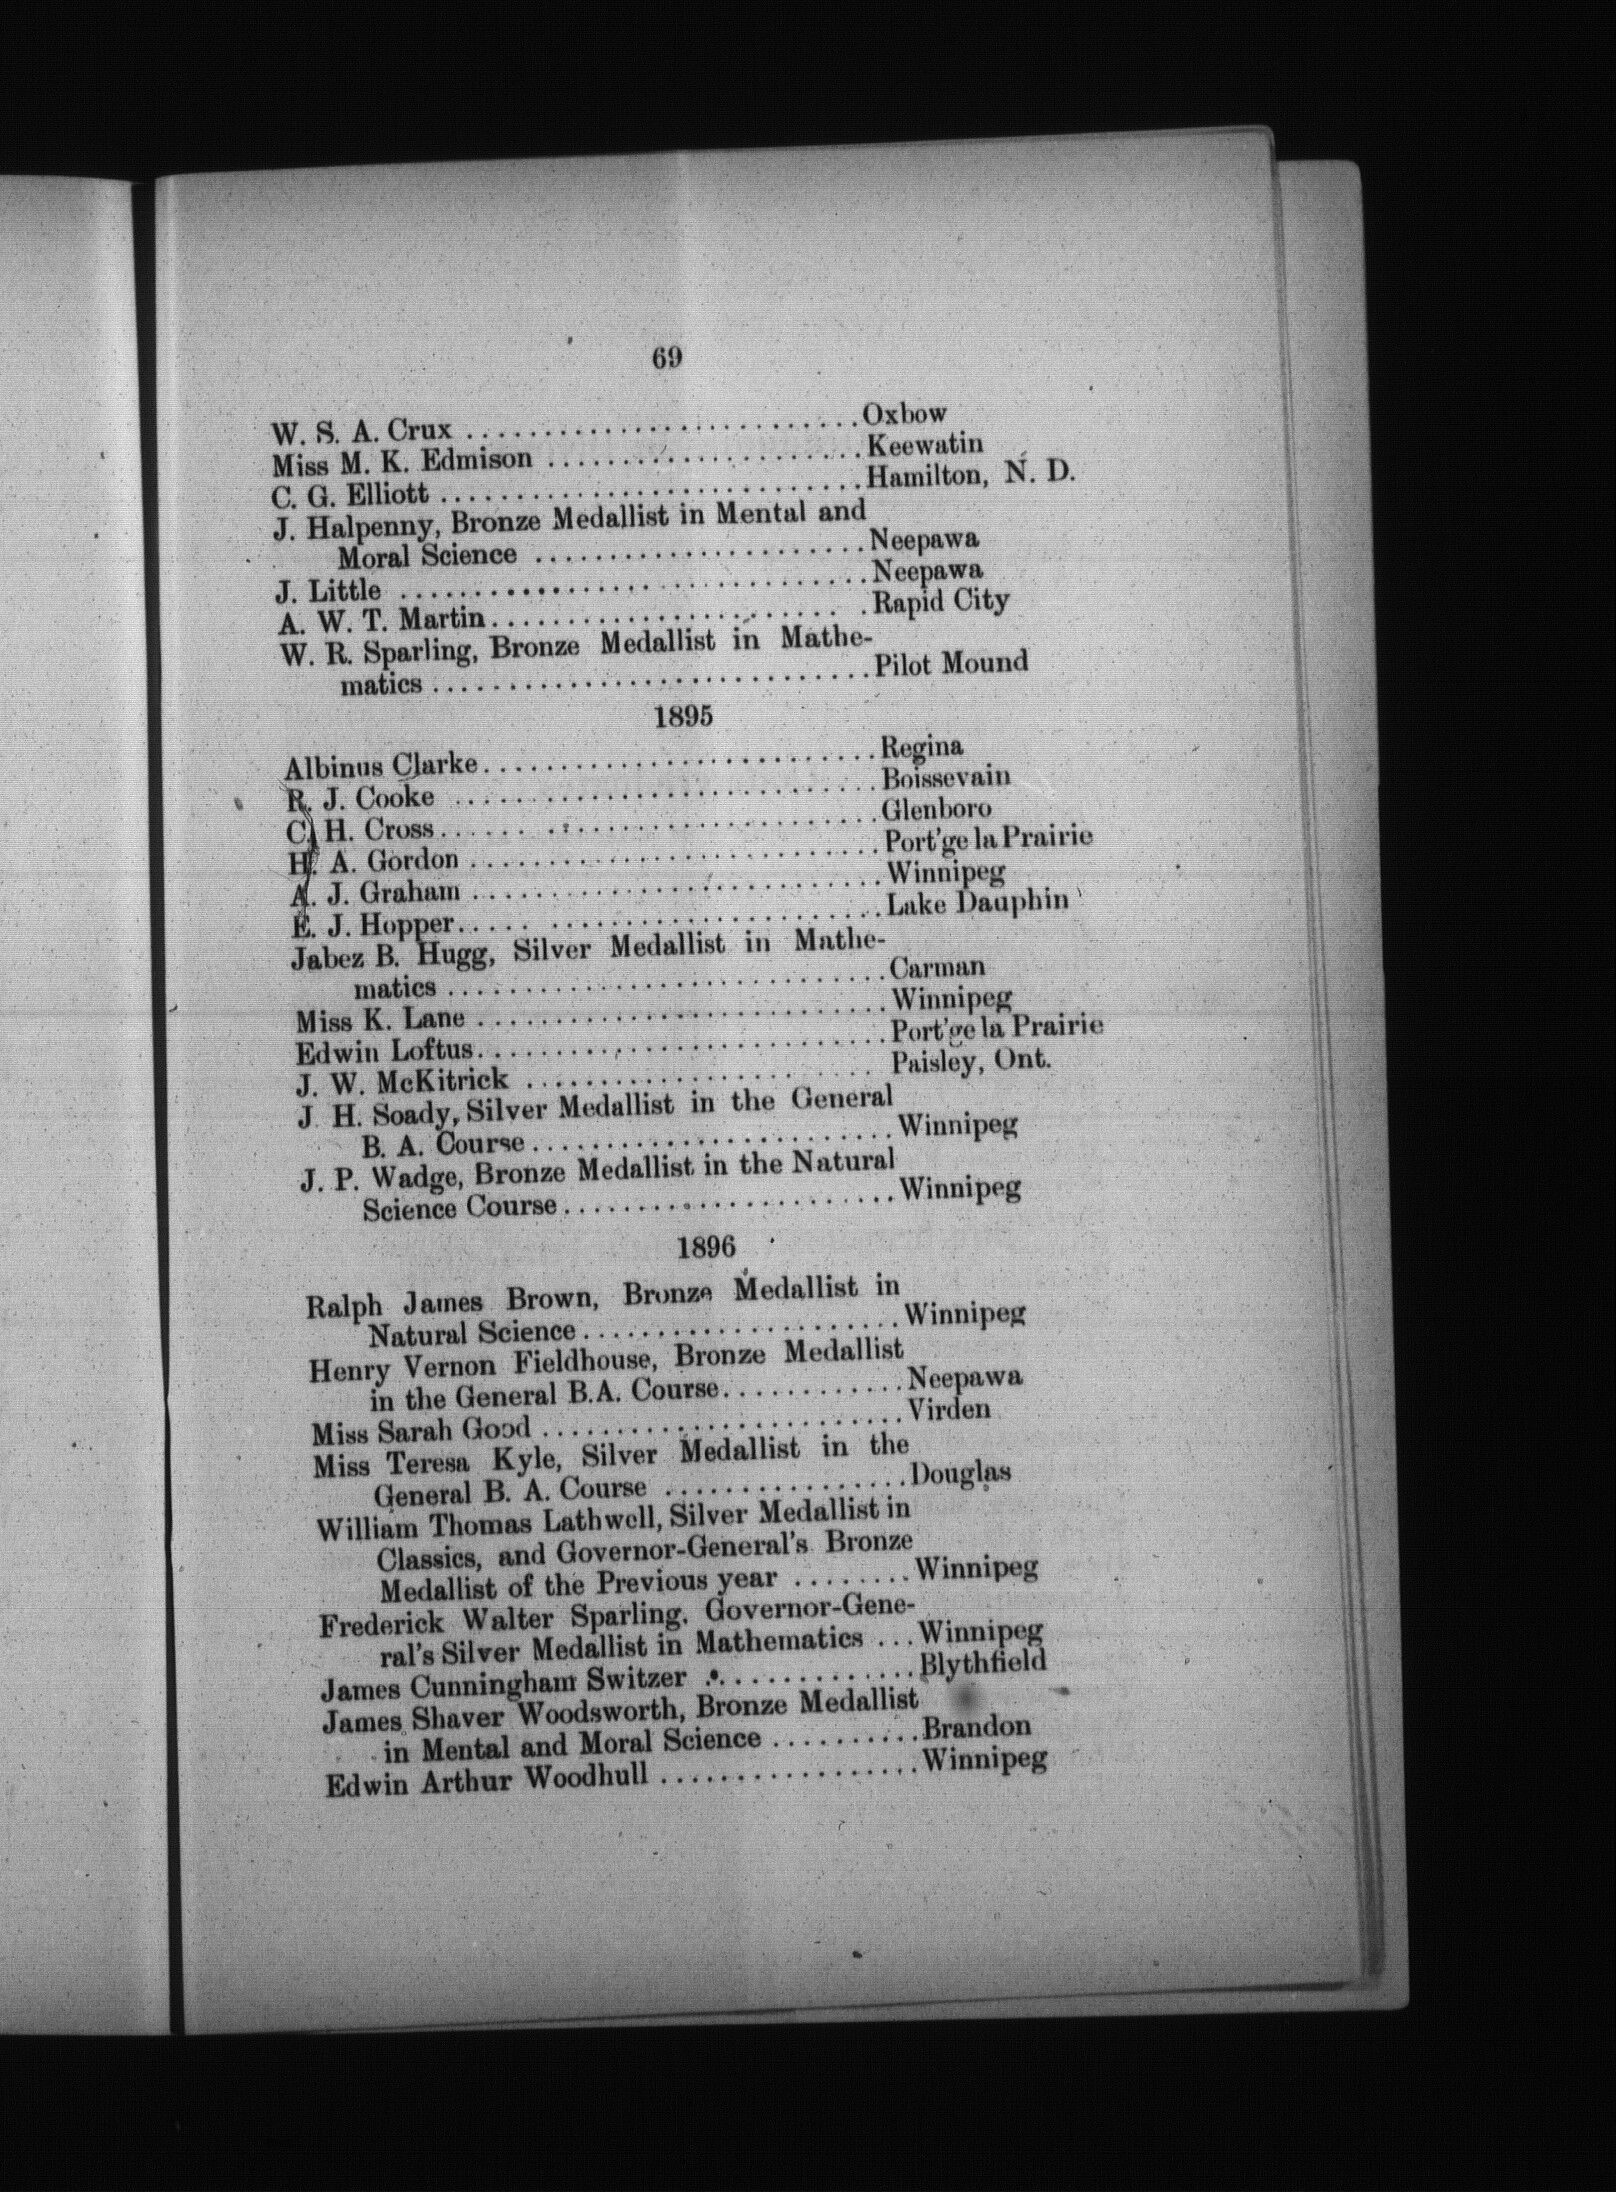 69
W. S. A. Crux ..........................Oxbow
Miss M. K. Edmison .....................Keewatin
C. G. Elliott ............................Hamilton, N. D.
J. Halpenny, Bronze Medallist in Mental and
Moral Science ......................Neepawa
J. Little ...............................Neepawa
A. W. T. Martin....................... .Rapid City
W. R. Sparling, Bronze Medallist in Mathe-
matics .............................Pilot Mound
1895
Albinus Clarke..........................Regina
R. J. Cooke ............................Boissevain
C. H. Cross...... ......................Glenboro
H. A. Gordon ...........................Port'ge la Prairie
A. J. Graham ...........................Winnipeg
E. J. Hopper..... ......................Lake Dauphin
Jabez B. Hugg, Silver Medallist in Mathe-
matics .............................Carman
Miss K. Lane ...........................Winnipeg
Edwin Loftus...........................Port'ge la Prairie
J. W. McKitrick .................. .... Paisley, Ont.
J H. Soady, Silver Medallist in the General
B. A. Course........................Winnipeg
J. P. Wadge, Bronze Medallist in the Natural
Science Course......................Winnipeg
1896
Ralph James Brown, Bronze Medallist in
Natural Science.....................Winnipeg
Henry Vernon Fieldhouse, Bronze Medallist
in the General B.A. Course............Neepawa
Miss Sarah Good ........................Virden
Miss Teresa Kyle, Silver Medallist in the
General B. A. Course ................Douglas
William Thomas Lathwell, Silver Medallist in
Classics, and Governor-General's Bronze
Medallist of the Previous year ........Winnipeg
Frederick Walter Sparling, Governor-Gene-
ral's Silver Medallist in Mathematics ...Winnipeg
James Cunningham Switzer ..............Blythfield
James Shaver Woodsworth, Bronze Medallist
in Mental and Moral Science ..........Brandon
Edwin Arthur Woodhull .................Winnipeg